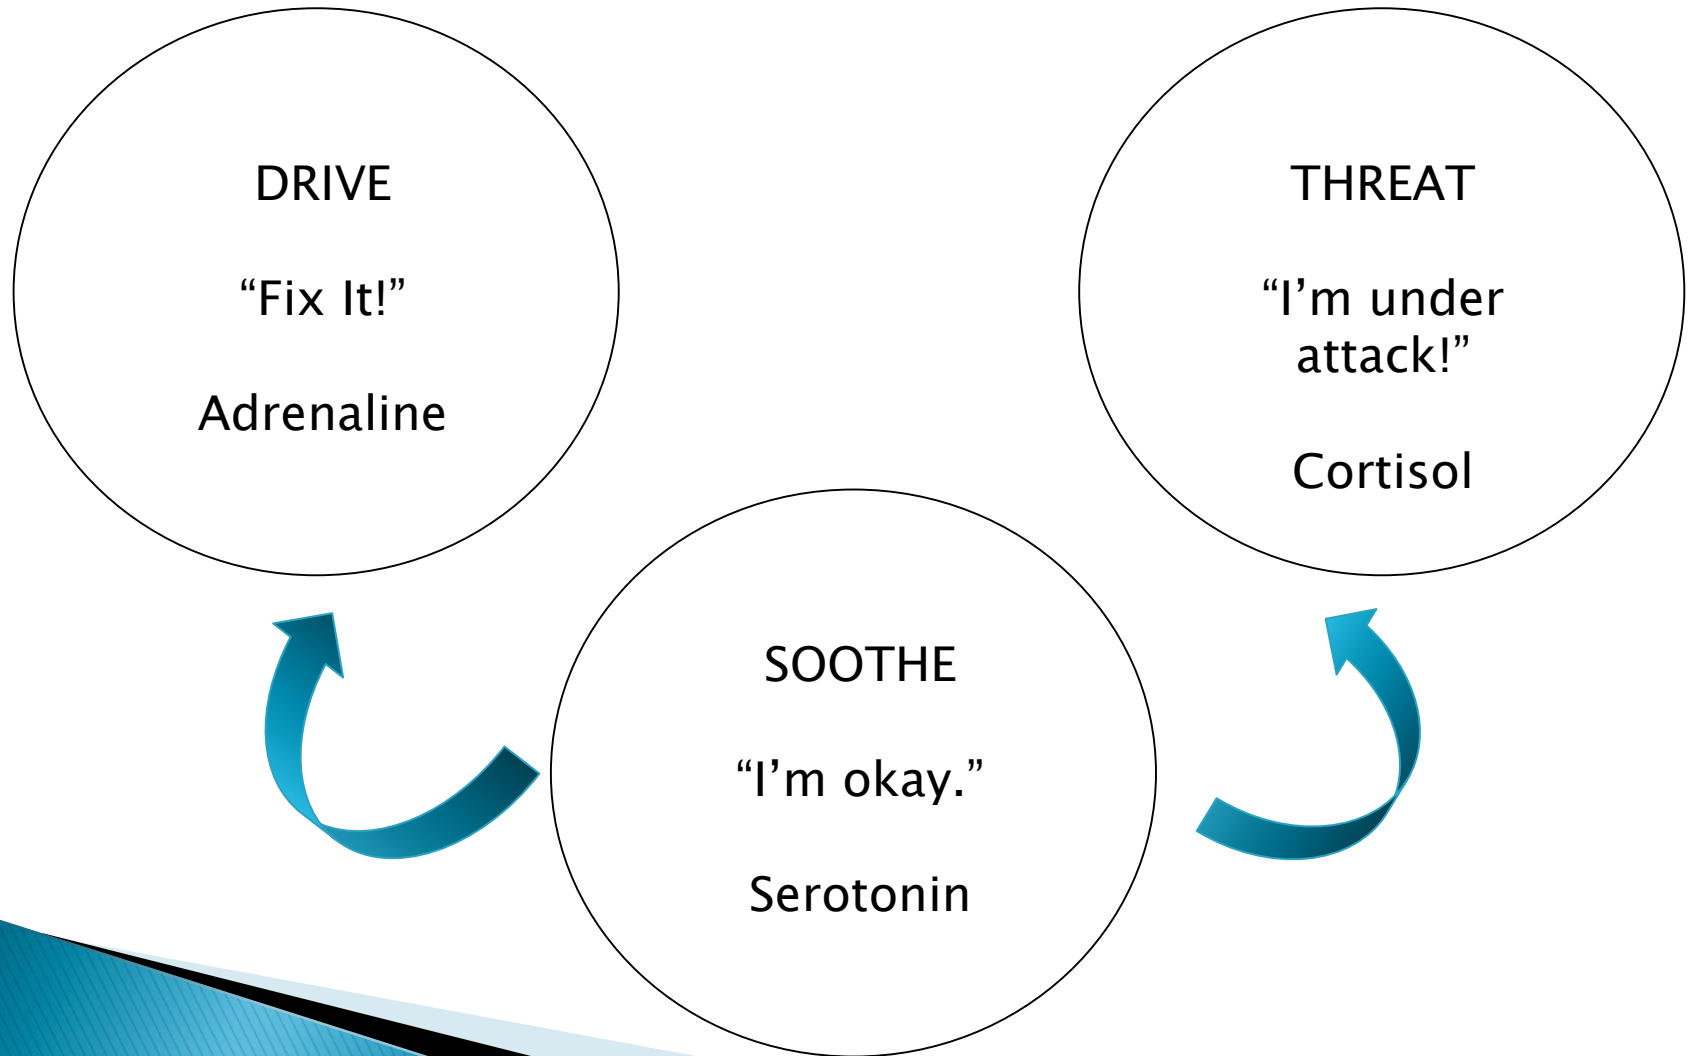 DRIVE
“Fix It!”
Adrenaline
THREAT
“I’m under
attack!”
Cortisol
SOOTHE
“I’m okay.”
Serotonin